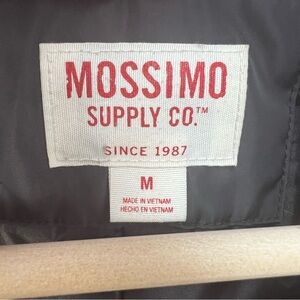 MOSSIMO
SUPPLY CO.™
SINCE 1987
M
MADE IN VIETNAM
HECHO EN VIETNAM